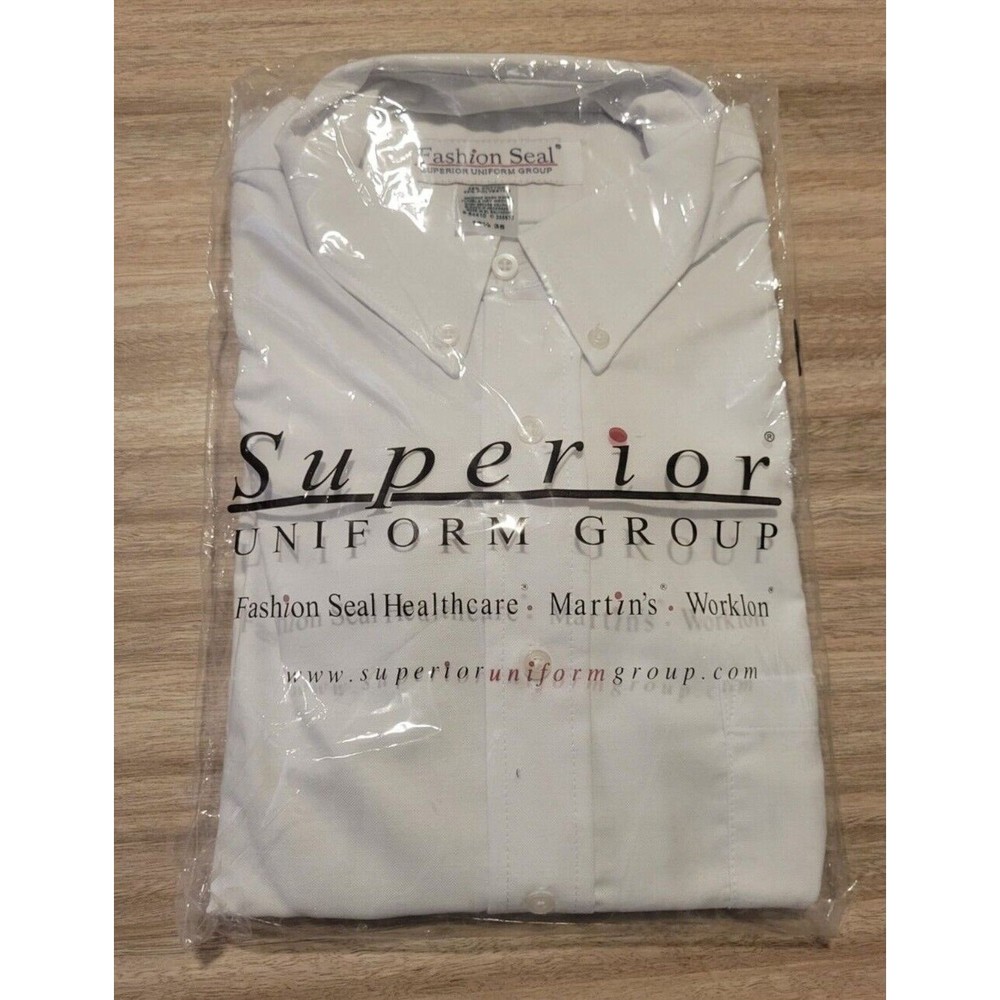 Fashion Seal®
SUPERIOR UNIFORM GROUP
Superior®
UNIFORM GROUP
Fashion Seal Healthcare® • Martin's® • Worklon®
www.superioruniformgroup.com